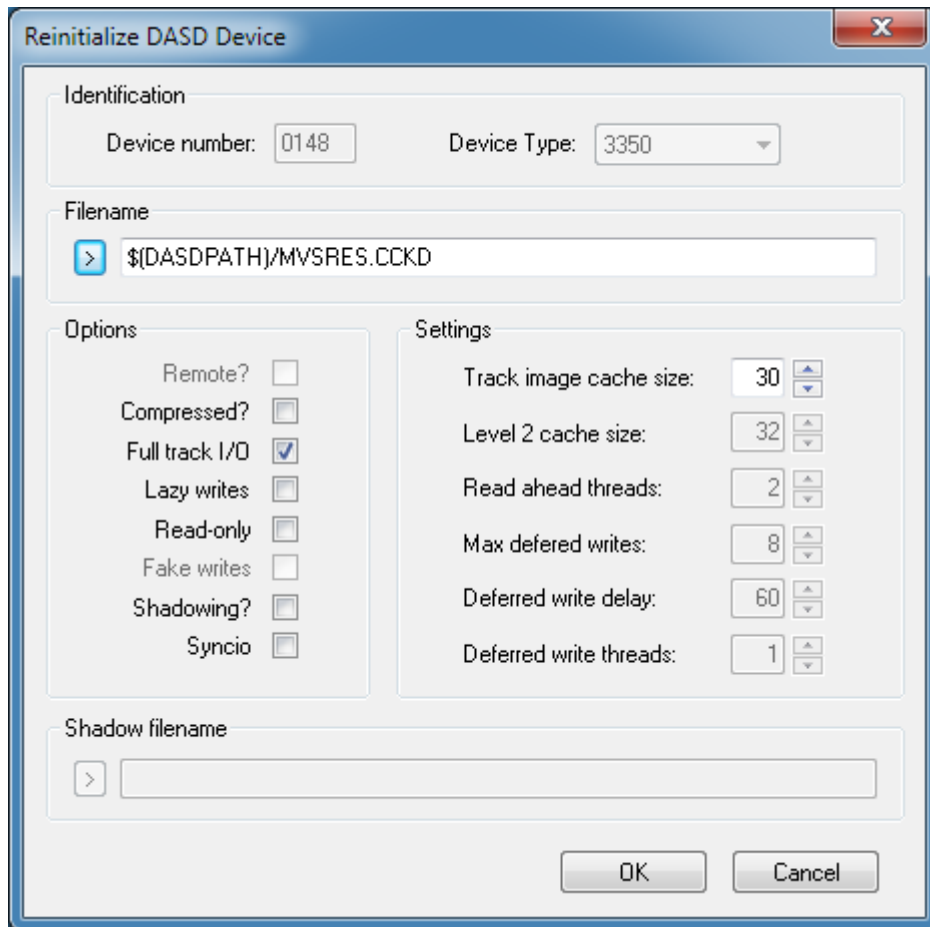 Reinitialize DASD Device
Identification
Device number: 0148 Device Type: 3350
Filename
> $(DASDPATH)/MVSRES.CCKD
Options
Remote?
Compressed?
Full track I/O
Lazy writes
Read-only
Fake writes
Shadowing?
Syncio
Settings
Track image cache size: 30
Level 2 cache size: 32
Read ahead threads: 2
Max defered writes: 8
Deferred write delay: 60
Deferred write threads: 1
Shadow filename
>
OK Cancel